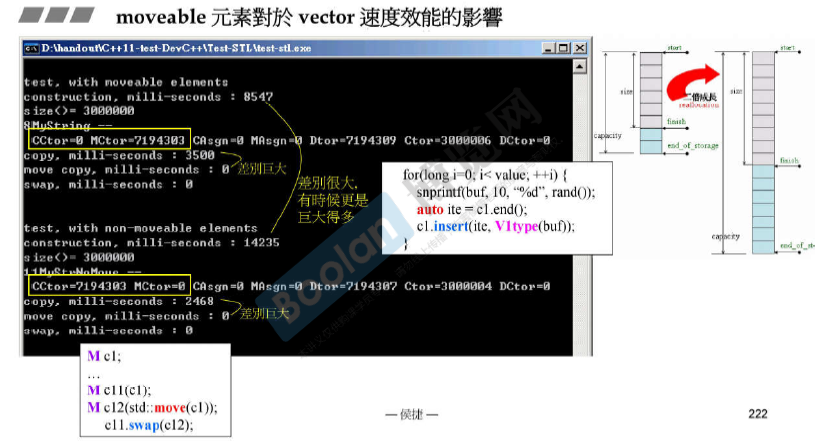 moveable 元素對於 vector 速度效能的影響
D:\handout\C++11-test-DevC++\Test-STL\test-stl.exe
test, with moveable elements
construction, milli-seconds : 8547
size()= 3000000
8MyString --
CCtor=0 MCtor=7194303 CAsgn=0 MAsgn=0 Dtor=7194309 Ctor=3000006 DCtor=0
copy, milli-seconds : 3500
move copy, milli-seconds : 0
差別巨大
swap, milli-seconds : 0
差別很大,
有時候更是
巨大得多
test, with non-moveable elements
construction, milli-seconds : 14235
size()= 3000000
11MyStrNoMove --
CCtor=7194303 MCtor=0 CAsgn=0 MAsgn=0 Dtor=7194307 Ctor=3000004 DCtor=0
copy, milli-seconds : 2468
move copy, milli-seconds : 0
差別巨大
swap, milli-seconds : 0
for(long i=0; i< value; ++i) {
snprintf(buf, 10, “%d”, rand());
auto ite = c1.end();
c1.insert(ite, V1type(buf));
}
M c1;
…
M c11(c1);
M c12(std::move(c1));
c11.swap(c12);
start
size
capacity
finish
end_of_storage
二倍成長
reallocation
start
size
finish
capacity
end_of_st
Boolan
博览网
— 侯捷 —
222